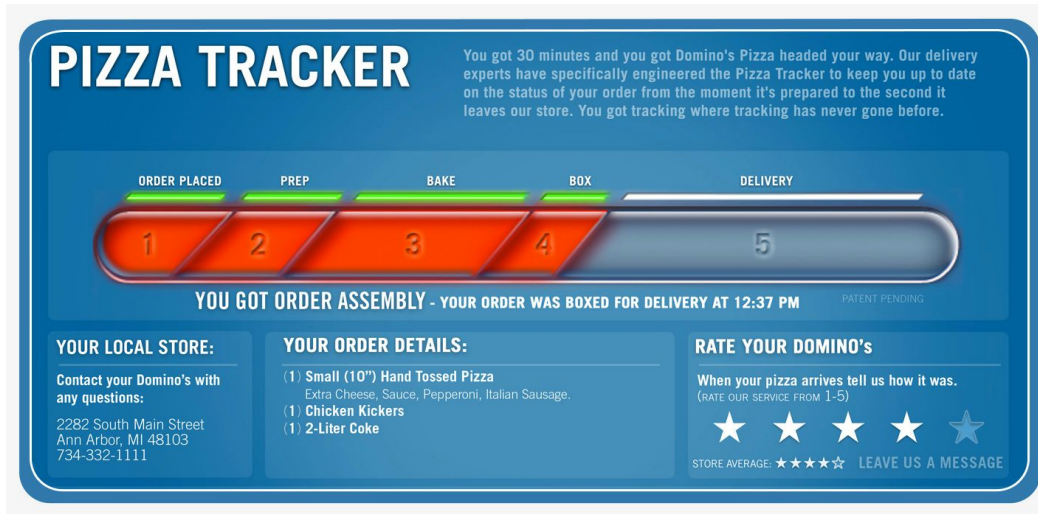 PIZZA TRACKER
You got 30 minutes and you got Domino's Pizza headed your way. Our delivery
experts have specifically engineered the Pizza Tracker to keep you up to date
on the status of your order from the moment it's prepared to the second it
leaves our store. You got tracking where tracking has never gone before.
ORDER PLACED PREP BAKE BOX DELIVERY
1 2 3 4 5
YOU GOT ORDER ASSEMBLY - YOUR ORDER WAS BOXED FOR DELIVERY AT 12:37 PM PATENT PENDING
YOUR LOCAL STORE:
Contact your Domino's with
any questions:
2282 South Main Street
Ann Arbor, MI 48103
734-332-1111
YOUR ORDER DETAILS:
(1) Small (10") Hand Tossed Pizza
Extra Cheese, Sauce, Pepperoni, Italian Sausage.
(1) Chicken Kickers
(1) 2-Liter Coke
RATE YOUR DOMINO's
When your pizza arrives tell us how it was.
(RATE OUR SERVICE FROM 1-5)
STORE AVERAGE: ★★★★☆ LEAVE US A MESSAGE